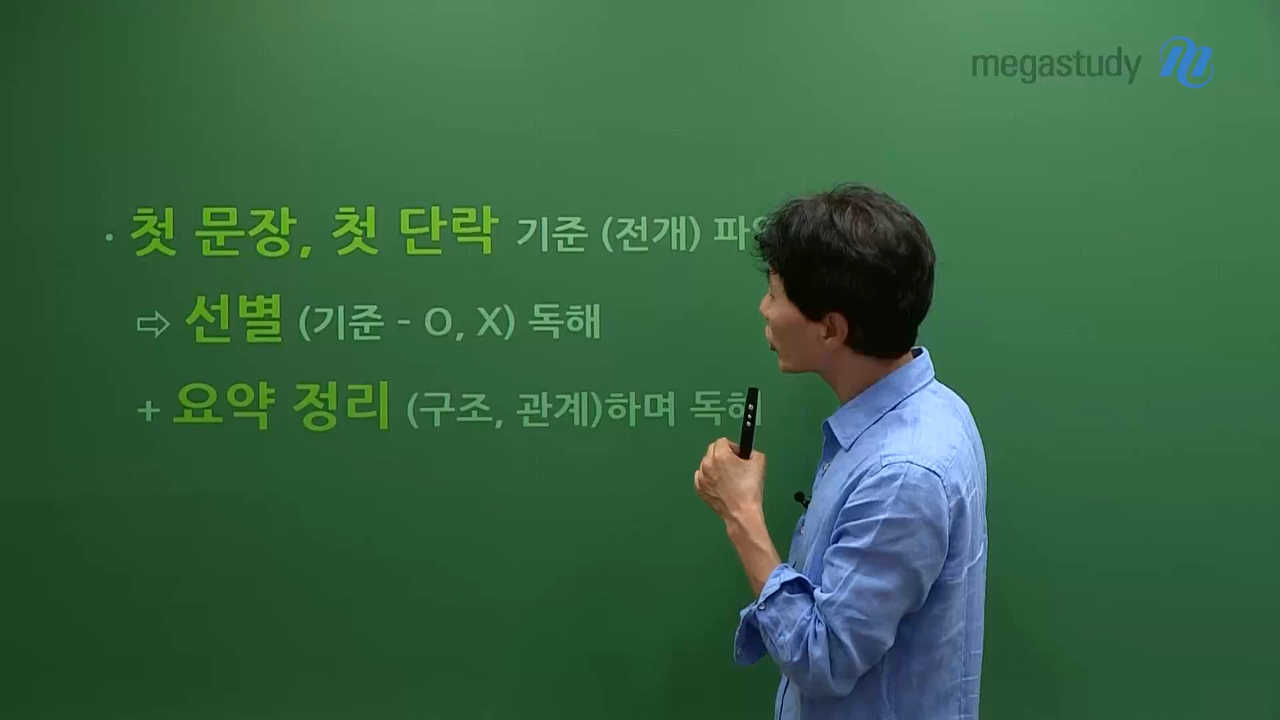 megastudy
· 첫 문장, 첫 단락 기준 (전개)
⇨ 선별 (기준 - O, X) 독해
+ 요약 정리 (구조, 관계)하며 독해